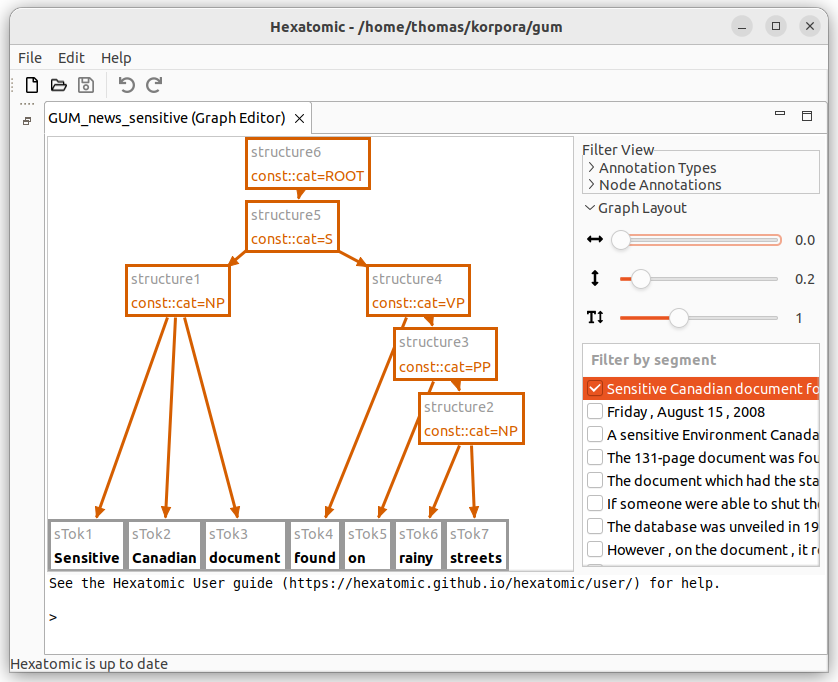 Hexatomic - /home/thomas/korpora/gum
File Edit Help
GUM_news_sensitive (Graph Editor)
structure6
const::cat=ROOT
structure5
const::cat=S
structure1
const::cat=NP
structure4
const::cat=VP
structure3
const::cat=PP
structure2
const::cat=NP
sTok1 sTok2 sTok3 sTok4 sTok5 sTok6 sTok7
Sensitive Canadian document found on rainy streets
Filter View
Annotation Types
Node Annotations
Graph Layout
0.0
0.2
1
Filter by segment
Sensitive Canadian document fo
Friday , August 15 , 2008
A sensitive Environment Canada
The 131-page document was fou
The document which had the sta
If someone were able to shut the
The database was unveiled in 19
However , on the document , it r
See the Hexatomic User guide (https://hexatomic.github.io/hexatomic/user/) for help.
>
Hexatomic is up to date